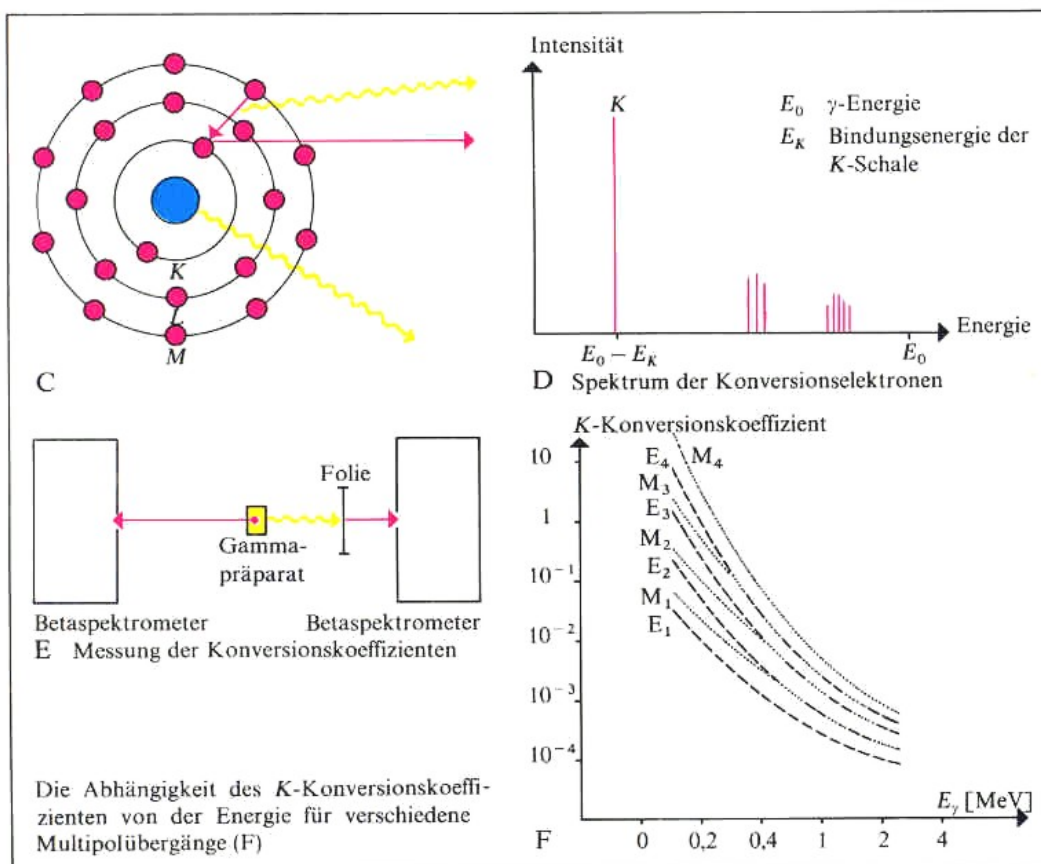 K
L
M
C
Intensität
K
E₀ γ-Energie
E_K Bindungsenergie der
K-Schale
Energie
E₀ – E_K
E₀
D Spektrum der Konversionselektronen
Folie
Gamma-
präparat
Betaspektrometer
Betaspektrometer
E Messung der Konversionskoeffizienten
Die Abhängigkeit des K-Konversionskoeffi-
zienten von der Energie für verschiedene
Multipolübergänge (F)
K-Konversionskoeffizient
10
1
10⁻¹
10⁻²
10⁻³
10⁻⁴
E₄
M₄
M₃
E₃
M₂
E₂
M₁
E₁
E_γ [MeV]
F
0
0,2
0,4
1
2
4